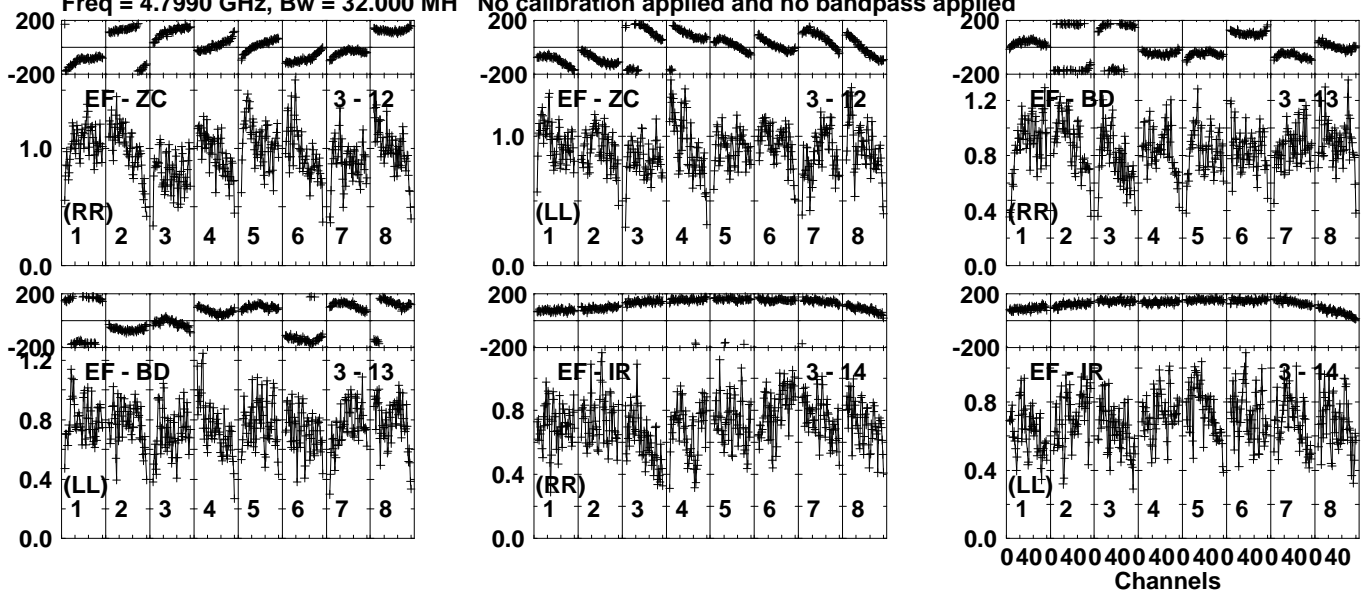 Freq = 4.7990 GHz, Bw = 32.000 MH No calibration applied and no bandpass applied
200
-200
EF - ZC 3 - 12
1.0
(RR)
1 2 3 4 5 6 7 8
0.0
200
-200
EF - ZC 3 - 12
1.0
(LL)
1 2 3 4 5 6 7 8
0.0
200
-200
1.2
EF - BD 3 - 13
0.8
0.4
(RR)
1 2 3 4 5 6 7 8
0.0
200
-200
1.2
EF - BD 3 - 13
0.8
0.4
(LL)
1 2 3 4 5 6 7 8
0.0
200
-200
EF - IR 3 - 14
0.8
0.4
(RR)
1 2 3 4 5 6 7 8
0.0
200
-200
EF - IR 3 - 14
0.8
0.4
(LL)
1 2 3 4 5 6 7 8
0.0
0 40 0 40 0 40 0 40 0 40 0 40 0 40 0 40
Channels